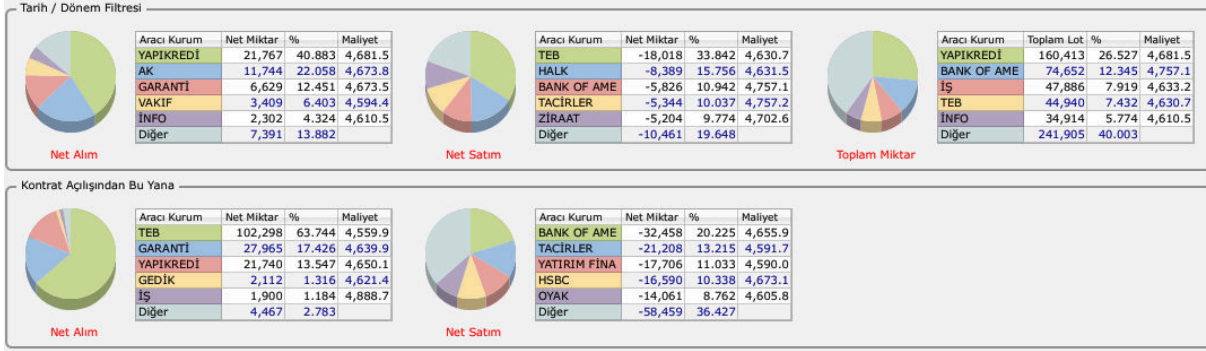 Tarih / Dönem Filtresi
Aracı Kurum Net Miktar % Maliyet
YAPIKREDİ 21,767 40.883 4,681.5
AK 11,744 22.058 4,673.8
GARANTİ 6,629 12.451 4,673.5
VAKIF 3,409 6.403 4,594.4
İNFO 2,302 4.324 4,610.5
Diğer 7,391 13.882
Net Alım
Aracı Kurum Net Miktar % Maliyet
TEB -18,018 33.842 4,630.7
HALK -8,389 15.756 4,631.5
BANK OF AME -5,826 10.942 4,757.1
TACİRLER -5,344 10.037 4,757.2
ZİRAAT -5,204 9.774 4,702.6
Diğer -10,461 19.648
Net Satım
Aracı Kurum Toplam Lot % Maliyet
YAPIKREDİ 160,413 26.527 4,681.5
BANK OF AME 74,652 12.345 4,757.1
İŞ 47,886 7.919 4,633.2
TEB 44,940 7.432 4,630.7
İNFO 34,914 5.774 4,610.5
Diğer 241,905 40.003
Toplam Miktar
Kontrat Açılışından Bu Yana
Aracı Kurum Net Miktar % Maliyet
TEB 102,298 63.744 4,559.9
GARANTİ 27,965 17.426 4,639.9
YAPIKREDİ 21,740 13.547 4,650.1
GEDİK 2,112 1.316 4,621.4
İŞ 1,900 1.184 4,888.7
Diğer 4,467 2.783
Net Alım
Aracı Kurum Net Miktar % Maliyet
BANK OF AME -32,458 20.225 4,655.9
TACİRLER -21,208 13.215 4,591.7
YATIRIM FİNA -17,706 11.033 4,590.0
HSBC -16,590 10.338 4,673.1
OYAK -14,061 8.762 4,605.8
Diğer -58,459 36.427
Net Satım